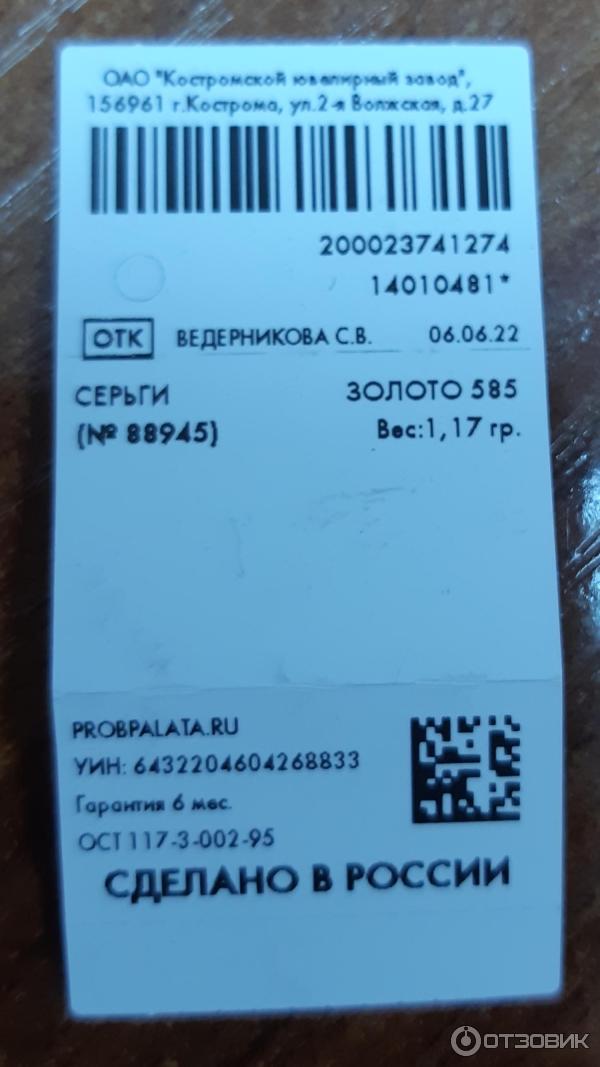 ОАО "Костромской ювелирный завод",
156961 г.Кострома, ул.2-я Волжская, д.27
200023741274
14010481*
ОТК ВЕДЕРНИКОВА С.В. 06.06.22
СЕРЬГИ ЗОЛОТО 585
(№ 88945) Вес:1,17 гр.
PROBPALATA.RU
УИН: 6432204604268833
Гарантия 6 мес.
ОСТ 117-3-002-95
СДЕЛАНО В РОССИИ
ОТЗОВИК